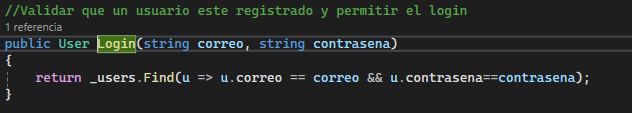 //Validar que un usuario este registrado y permitir el login
1 referencia
public User Login(string correo, string contrasena)
{
    return _users.Find(u => u.correo == correo && u.contrasena==contrasena);
}